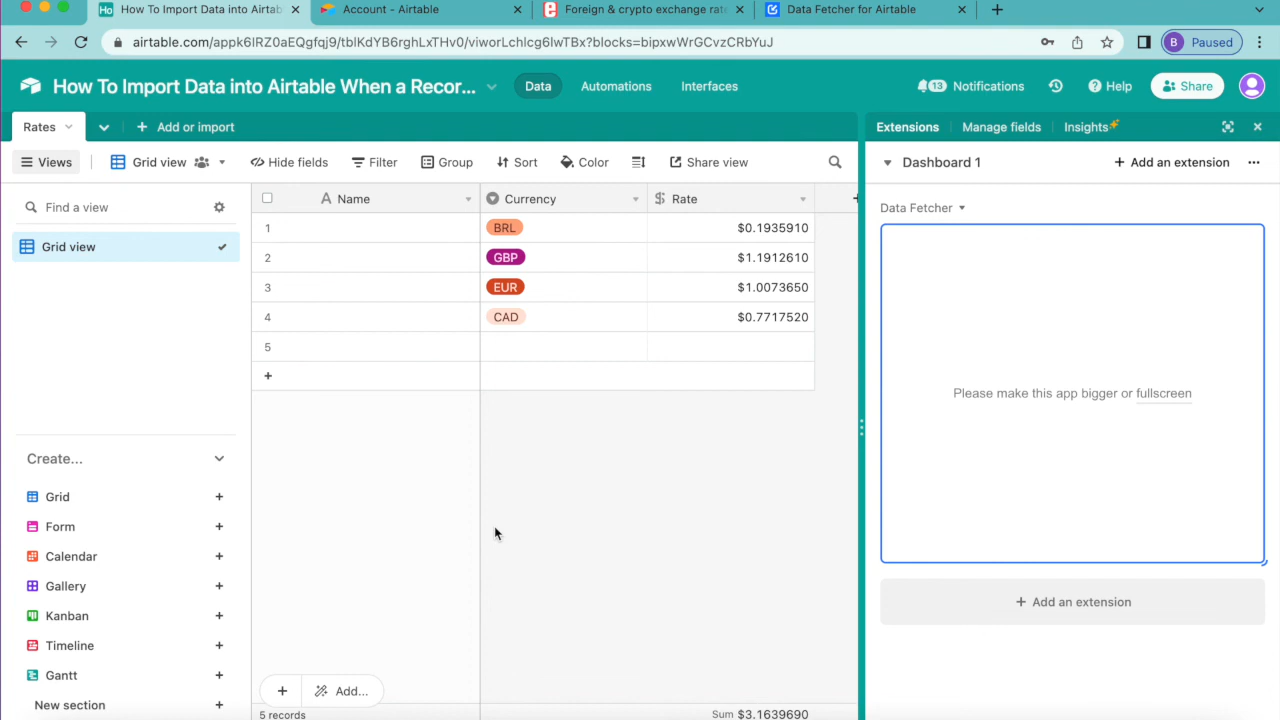 Ho How To Import Data into Airtab
Account - Airtable
Foreign & crypto exchange rat
Data Fetcher for Airtable
airtable.com/appk6IRZ0aEQgfqj9/tblKdYB6rghLxTHv0/viworLchlcg6lwTBx?blocks=bipxwWrGCvzCRbYuJ
B Paused
How To Import Data into Airtable When a Recor...
Data
Automations
Interfaces
13 Notifications
Help
Share
Rates
+ Add or import
Extensions
Manage fields
Insights
Views
Grid view
Hide fields
Filter
Group
Sort
Color
Share view
Dashboard 1
+ Add an extension
Find a view
Name
Currency
Rate
Data Fetcher
Grid view
1 BRL $0.1935910
2 GBP $1.1912610
3 EUR $1.0073650
4 CAD $0.7717520
5
+
Please make this app bigger or fullscreen
Create...
Grid +
Form +
Calendar +
Gallery +
Kanban +
Timeline +
Gantt +
New section +
+ Add an extension
+ Add...
5 records
Sum $3.1639690